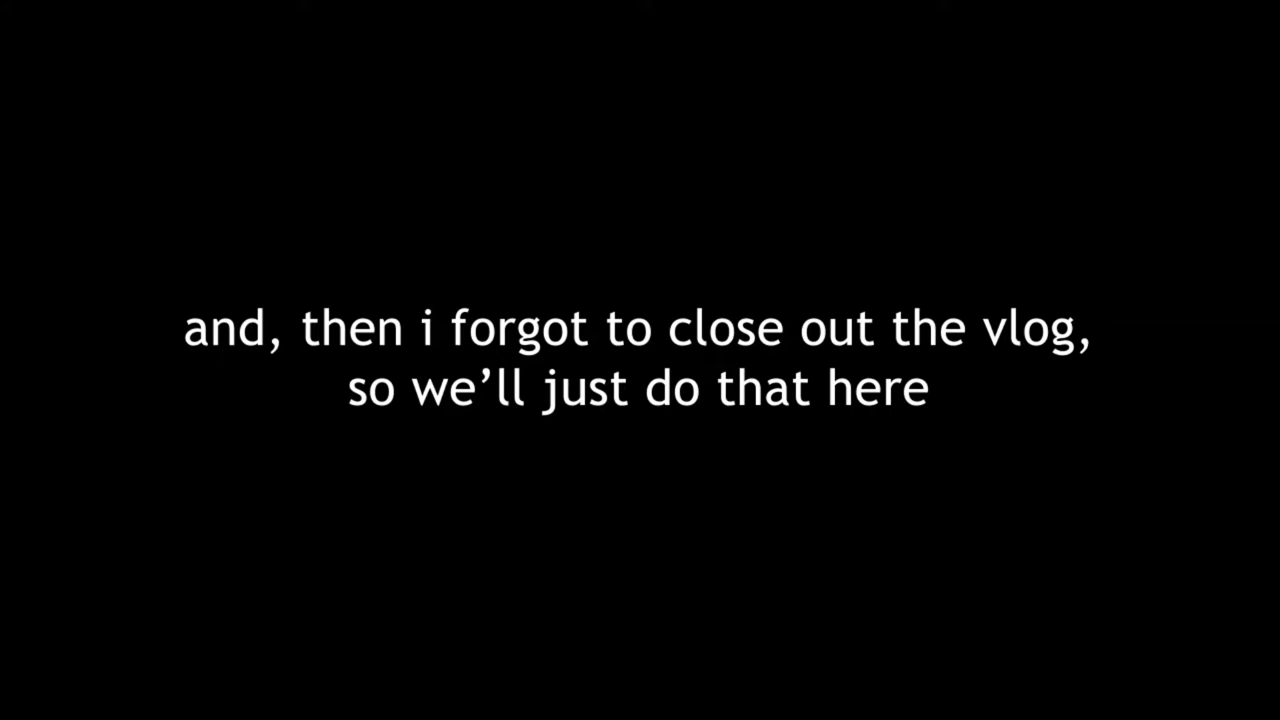 and, then i forgot to close out the vlog,
so we’ll just do that here